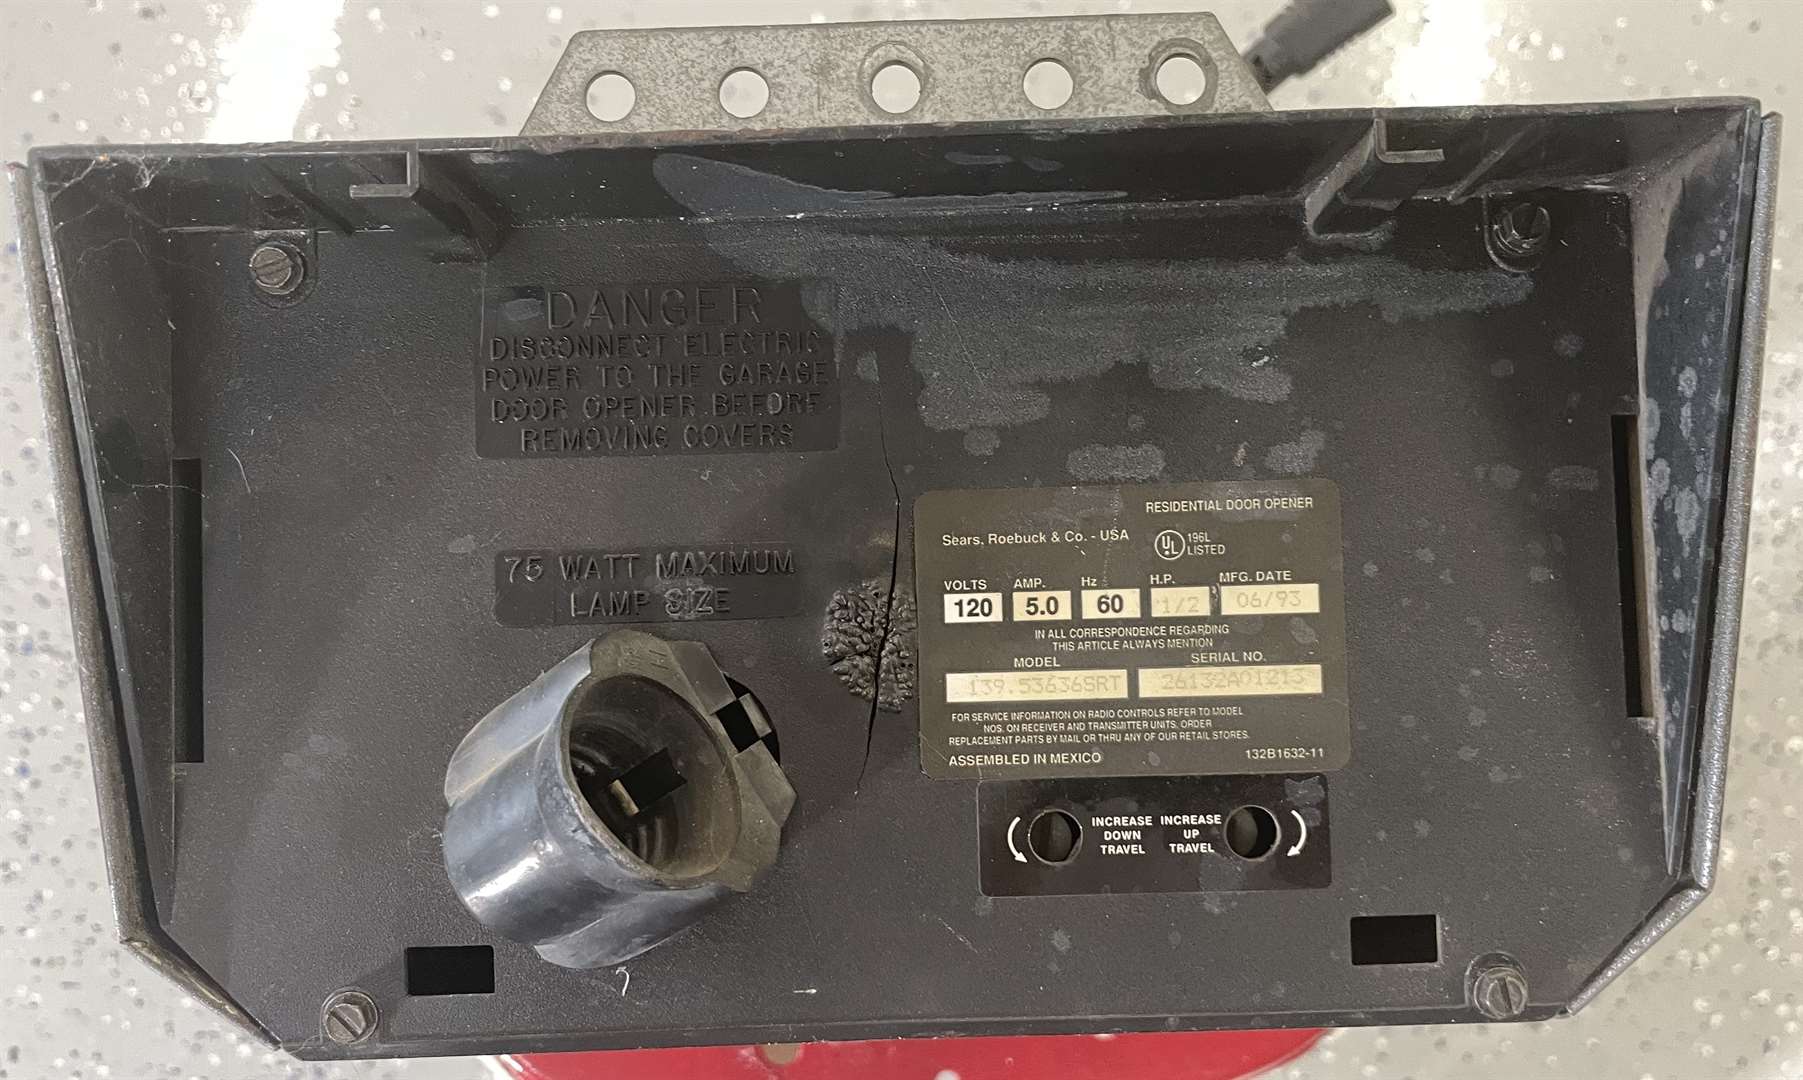 DANGER
DISCONNECT ELECTRIC
POWER TO THE GARAGE
DOOR OPENER BEFORE
REMOVING COVERS
75 WATT MAXIMUM
LAMP SIZE
RESIDENTIAL DOOR OPENER
Sears, Roebuck & Co. - USA
UL 196L
LISTED
VOLTS AMP. Hz H.P. MFG. DATE
120 5.0 60 1/2 06/93
IN ALL CORRESPONDENCE REGARDING
THIS ARTICLE ALWAYS MENTION
MODEL SERIAL NO.
139.53636SRT 26132A01213
FOR SERVICE INFORMATION ON RADIO CONTROLS REFER TO MODEL
NOS. ON RECEIVER AND TRANSMITTER UNITS, ORDER
REPLACEMENT PARTS BY MAIL OR THRU ANY OF OUR RETAIL STORES.
ASSEMBLED IN MEXICO 132B1632-11
INCREASE
DOWN
TRAVEL
INCREASE
UP
TRAVEL